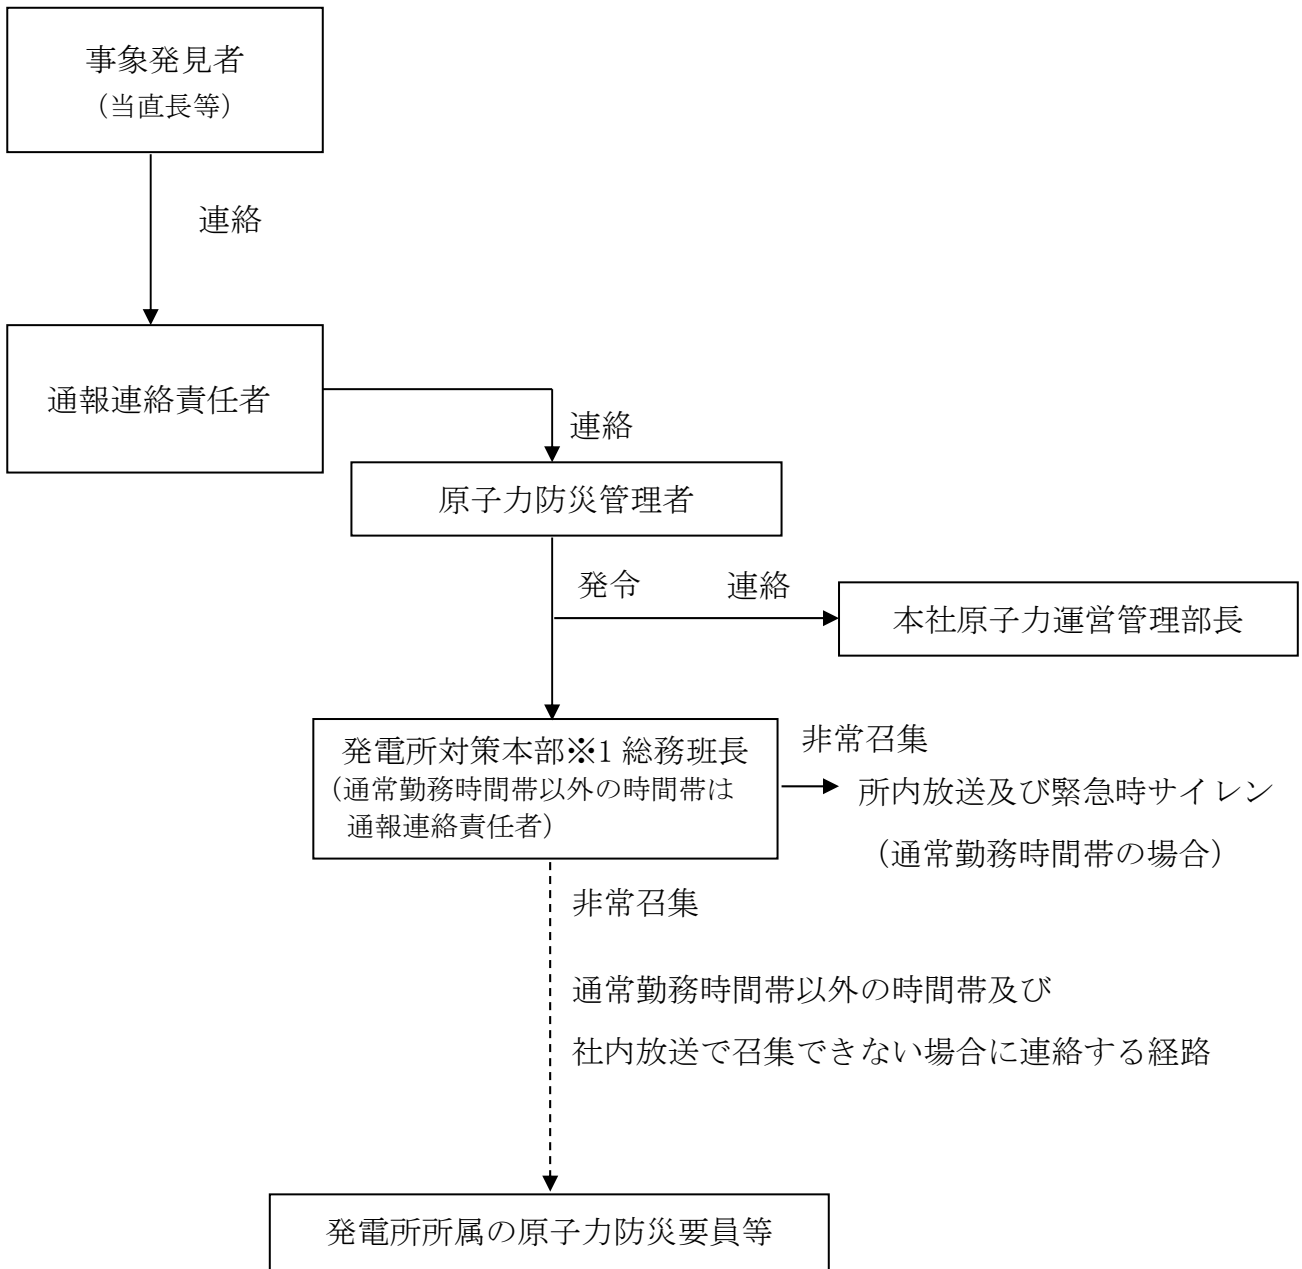 事象発見者
（当直長等）
連絡
通報連絡責任者
連絡
原子力防災管理者
発令
連絡
本社原子力運営管理部長
発電所対策本部※1 総務班長
（通常勤務時間帯以外の時間帯は
通報連絡責任者）
非常召集
所内放送及び緊急時サイレン
（通常勤務時間帯の場合）
非常召集
通常勤務時間帯以外の時間帯及び
社内放送で召集できない場合に連絡する経路
発電所所属の原子力防災要員等